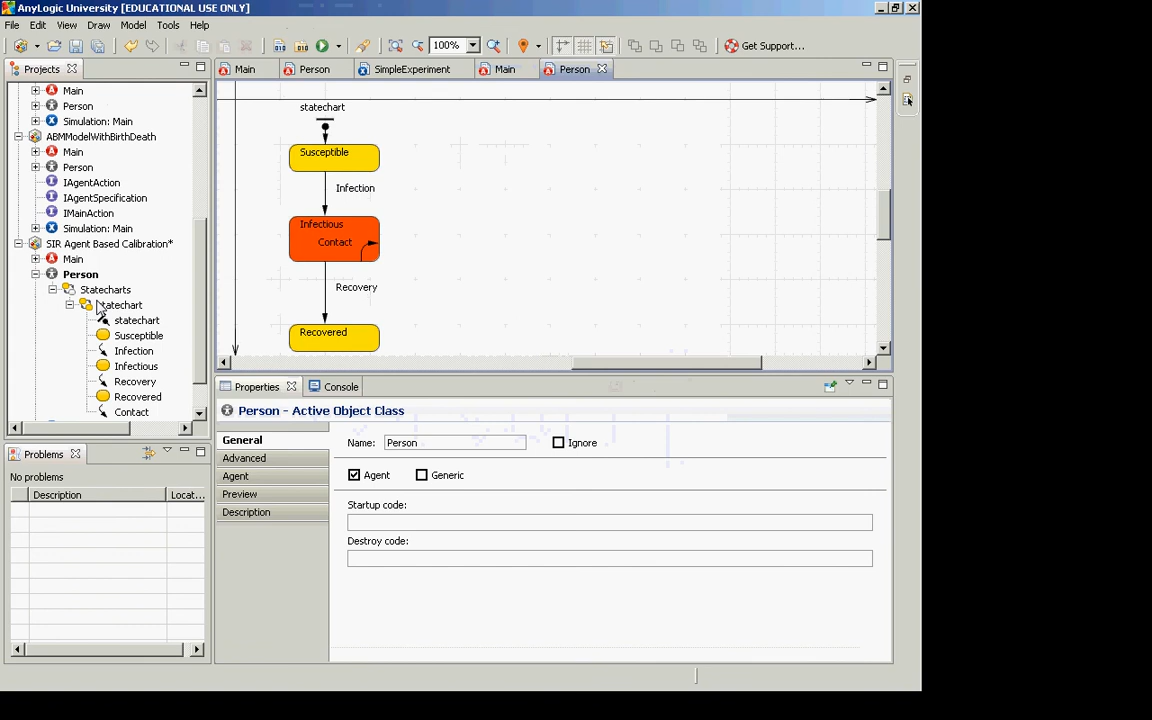 AnyLogic University [EDUCATIONAL USE ONLY]
File Edit View Draw Model Tools Help
100% Get Support...
Projects
Main Person SimpleExperiment Main Person
Main
Person
Simulation: Main
ABMModelWithBirthDeath
Main
Person
IAgentAction
IAgentSpecification
IMainAction
Simulation: Main
SIR Agent Based Calibration*
Main
Person
Statecharts
statechart
statechart
Susceptible
Infection
Infectious
Recovery
Recovered
Contact
statechart
Susceptible
Infection
Infectious
Contact
Recovery
Recovered
Problems
No problems
Description Locat...
Properties Console
Person - Active Object Class
General
Advanced
Agent
Preview
Description
Name: Person Ignore
Agent Generic
Startup code:
Destroy code: